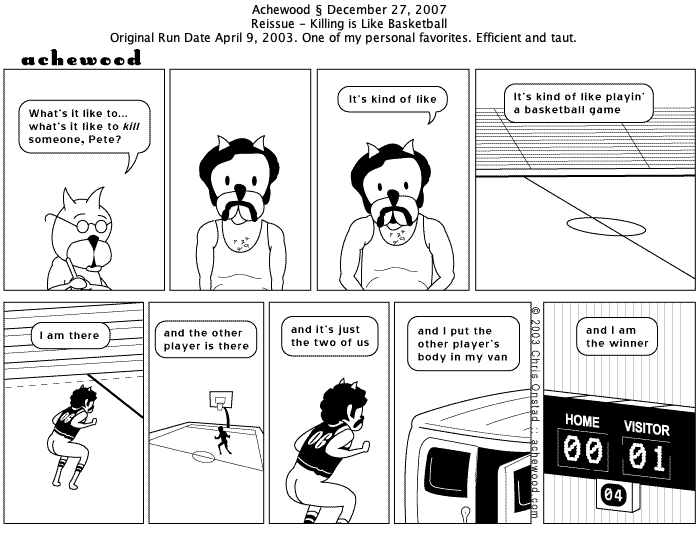 Achewood § December 27, 2007
Reissue - Killing is Like Basketball
Original Run Date April 9, 2003. One of my personal favorites. Efficient and taut.
achewood
What's it like to...
what's it like to kill
someone, Pete?
It's kind of like
It's kind of like playin'
a basketball game
I am there
06
and the other
player is there
and it's just
the two of us
06
and I put the
other player's
body in my van
© 2003 Chris Onstad :: achewood.com
and I am
the winner
HOME VISITOR
00 01
04